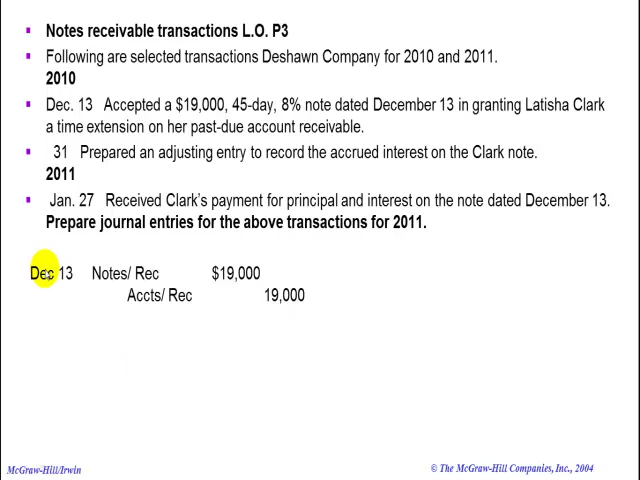 Notes receivable transactions L.O. P3
Following are selected transactions Deshawn Company for 2010 and 2011.
2010
Dec. 13 Accepted a $19,000, 45-day, 8% note dated December 13 in granting Latisha Clark
a time extension on her past-due account receivable.
31 Prepared an adjusting entry to record the accrued interest on the Clark note.
2011
Jan. 27 Received Clark's payment for principal and interest on the note dated December 13.
Prepare journal entries for the above transactions for 2011.
Dec 13 Notes/ Rec $19,000
Accts/ Rec 19,000
McGraw-Hill/Irwin © The McGraw-Hill Companies, Inc., 2004